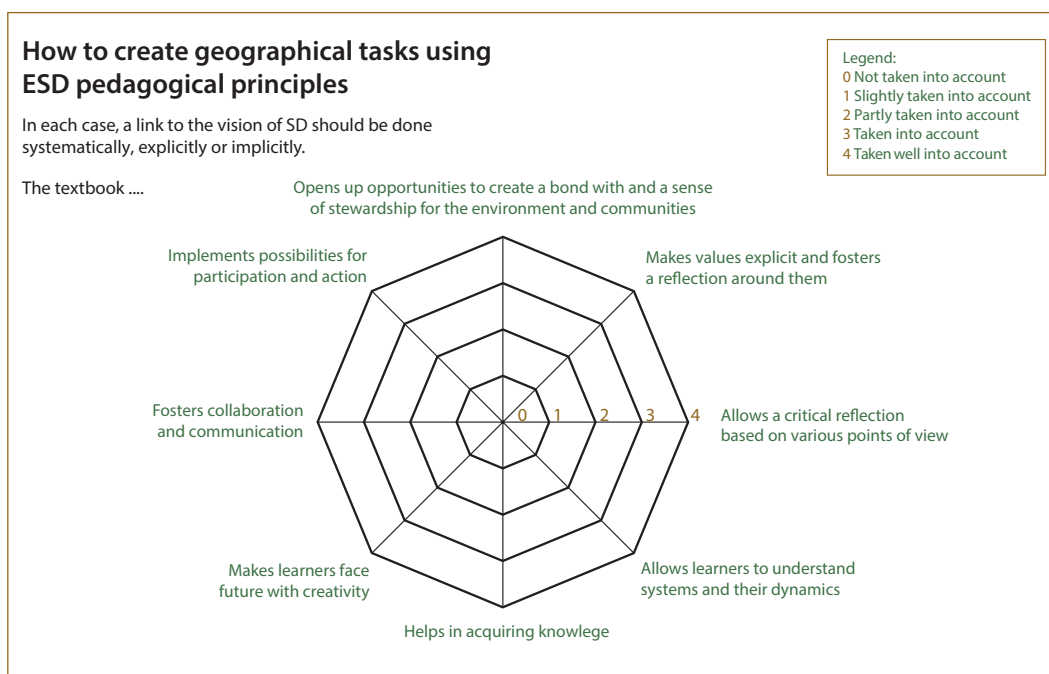 How to create geographical tasks using
ESD pedagogical principles
In each case, a link to the vision of SD should be done
systematically, explicitly or implicitly.
The textbook ....
Legend:
0 Not taken into account
1 Slightly taken into account
2 Partly taken into account
3 Taken into account
4 Taken well into account
Opens up opportunities to create a bond with and a sense
of stewardship for the environment and communities
Implements possibilities for
participation and action
Makes values explicit and fosters
a reflection around them
Fosters collaboration
and communication
0 1 2 3 4
Allows a critical reflection
based on various points of view
Makes learners face
future with creativity
Allows learners to understand
systems and their dynamics
Helps in acquiring knowlege